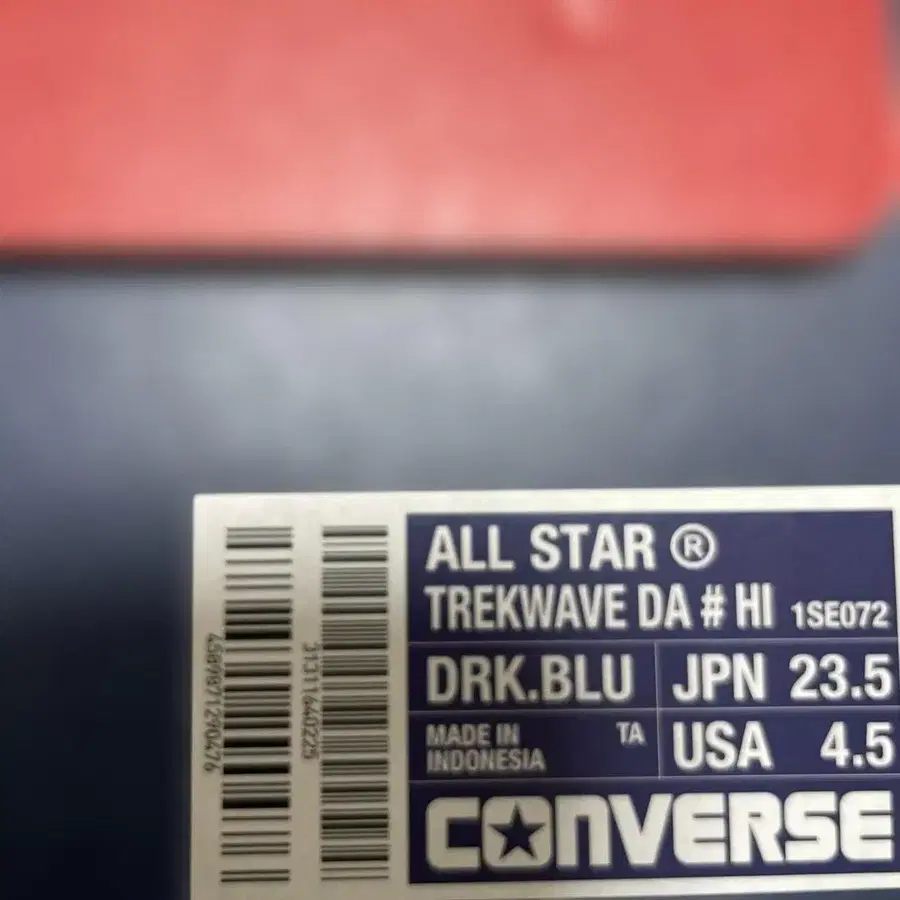 ALL STAR ®
TREKWAVE DA # HI 1SE072
DRK.BLU JPN 23.5
MADE IN INDONESIA TA USA 4.5
CONVERSE
31311640225